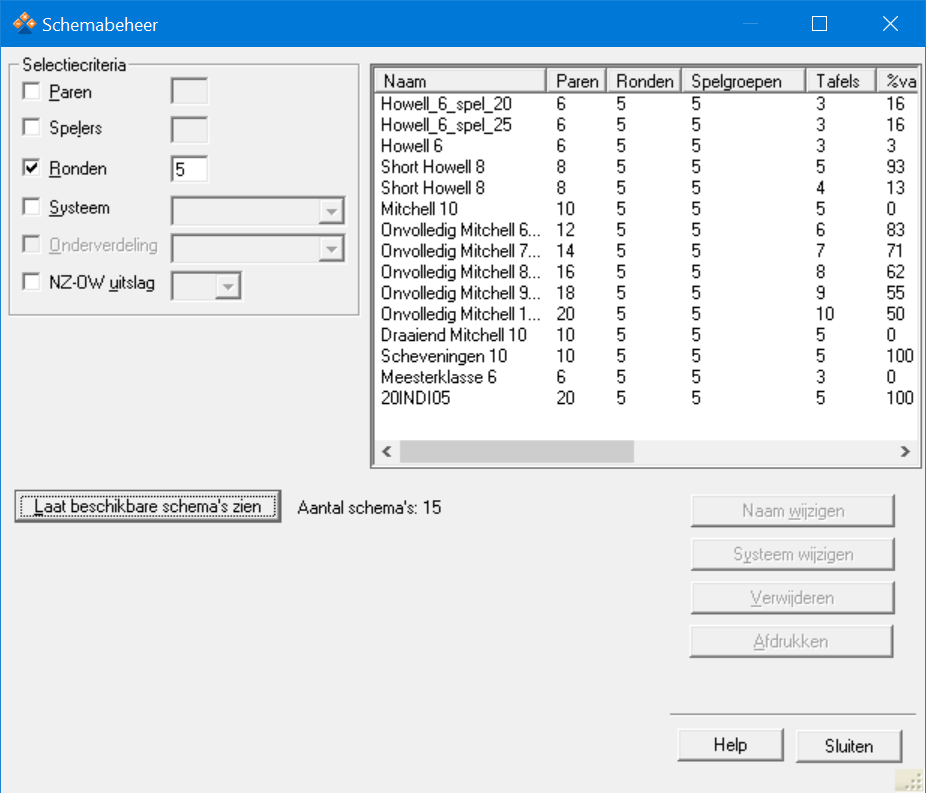 Schemabeheer
Selectiecriteria
Paren
Spelers
Ronden 5
Systeem
Onderverdeling
NZ-OW uitslag
Naam Paren Ronden Spelgroepen Tafels %va
Howell_6_spel_20 6 5 5 3 16
Howell_6_spel_25 6 5 5 3 16
Howell 6 6 5 5 3 3
Short Howell 8 8 5 5 5 93
Short Howell 8 8 5 5 4 13
Mitchell 10 10 5 5 5 0
Onvolledig Mitchell 6... 12 5 5 6 83
Onvolledig Mitchell 7... 14 5 5 7 71
Onvolledig Mitchell 8... 16 5 5 8 62
Onvolledig Mitchell 9... 18 5 5 9 55
Onvolledig Mitchell 1... 20 5 5 10 50
Draaiend Mitchell 10 10 5 5 5 0
Scheveningen 10 10 5 5 5 100
Meesterklasse 6 6 5 5 3 0
20INDI05 20 5 5 5 100
Laat beschikbare schema's zien Aantal schema's: 15
Naam wijzigen
Systeem wijzigen
Verwijderen
Afdrukken
Help Sluiten